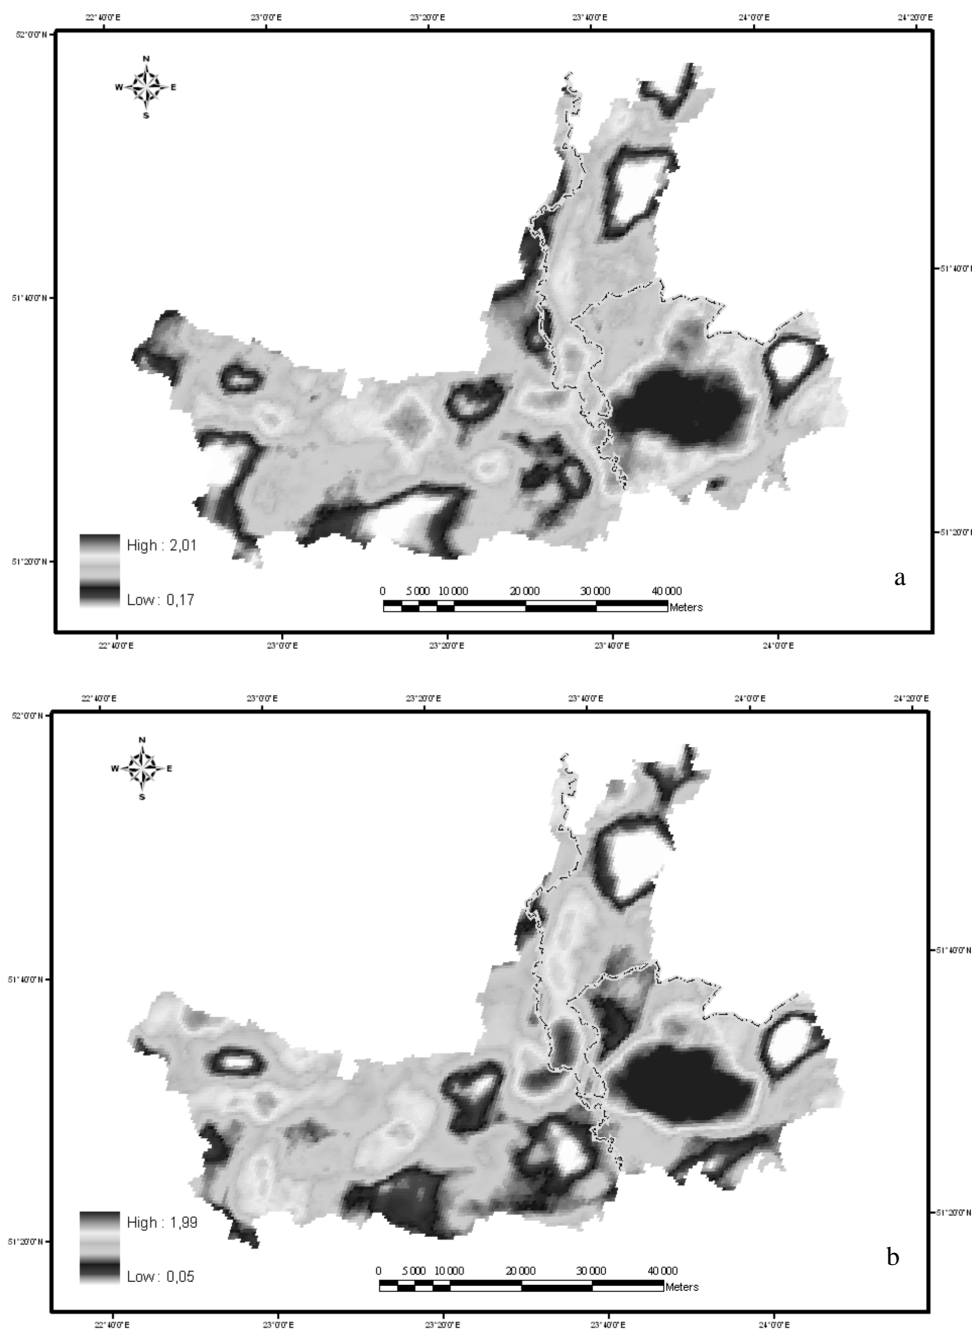 22°40'0"E 23°0'0"E 23°20'0"E 23°40'0"E 24°0'0"E 24°20'0"E
52°0'0"N
N
W E
S
51°40'0"N
51°40'0"N
High : 2,01
51°20'0"N
51°20'0"N
a
0 5 000 10 000 20 000 30 000 40 000
Low : 0,17
Meters
22°40'0"E 23°0'0"E 23°20'0"E 23°40'0"E 24°0'0"E
22°40'0"E 23°0'0"E 23°20'0"E 23°40'0"E 24°0'0"E 24°20'0"E
52°0'0"N
N
W E
S
51°40'0"N
51°40'0"N
51°20'0"N
High : 1,99
51°20'0"N
b
0 5 000 10 000 20 000 30 000 40 000
Low : 0,05
Meters
22°40'0"E 23°0'0"E 23°20'0"E 23°40'0"E 24°0'0"E